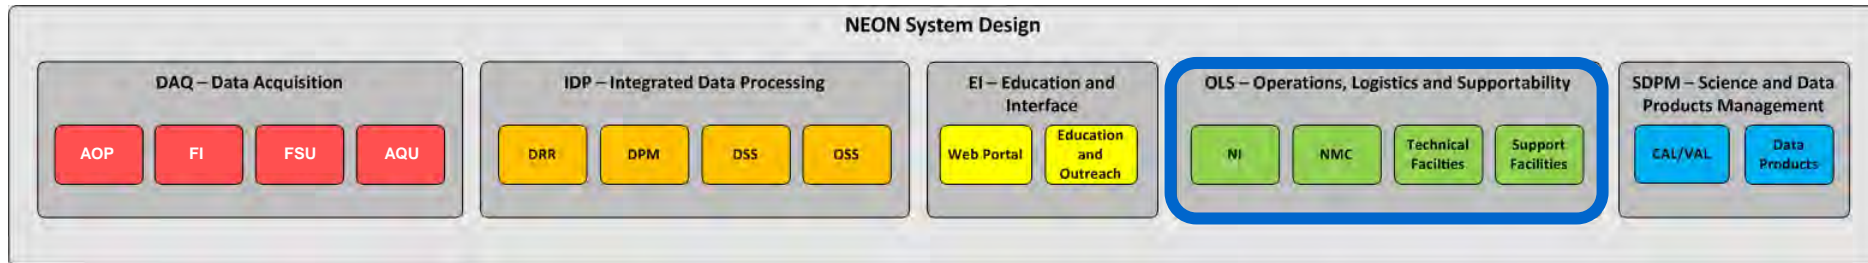 NEON System Design
DAQ – Data Acquisition
AOP
FI
FSU
AQU
IDP – Integrated Data Processing
DRR
DPM
DSS
OSS
EI – Education and
Interface
Web Portal
Education
and
Outreach
OLS – Operations, Logistics and Supportability
NI
NMC
Technical
Facilties
Support
Facilities
SDPM – Science and Data
Products Management
CAL/VAL
Data
Products